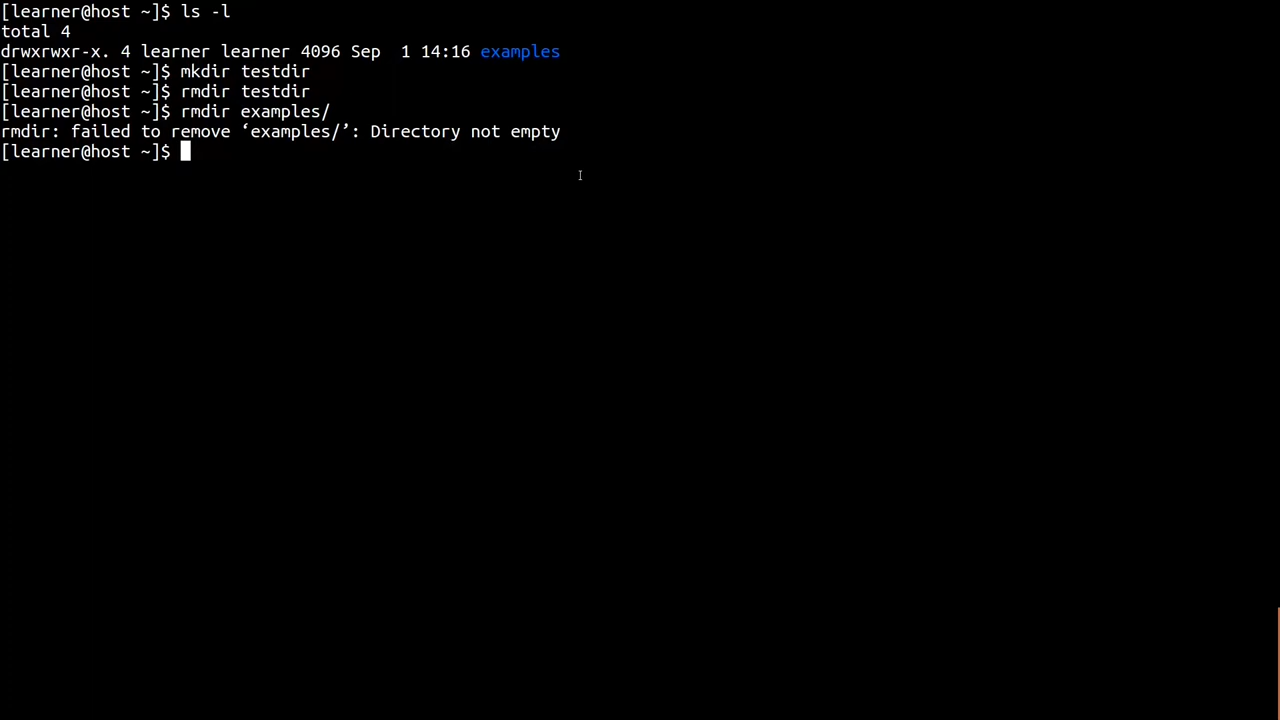 [learner@host ~]$ ls -l
total 4
drwxrwxr-x. 4 learner learner 4096 Sep  1 14:16 examples
[learner@host ~]$ mkdir testdir
[learner@host ~]$ rmdir testdir
[learner@host ~]$ rmdir examples/
rmdir: failed to remove ‘examples/’: Directory not empty
[learner@host ~]$